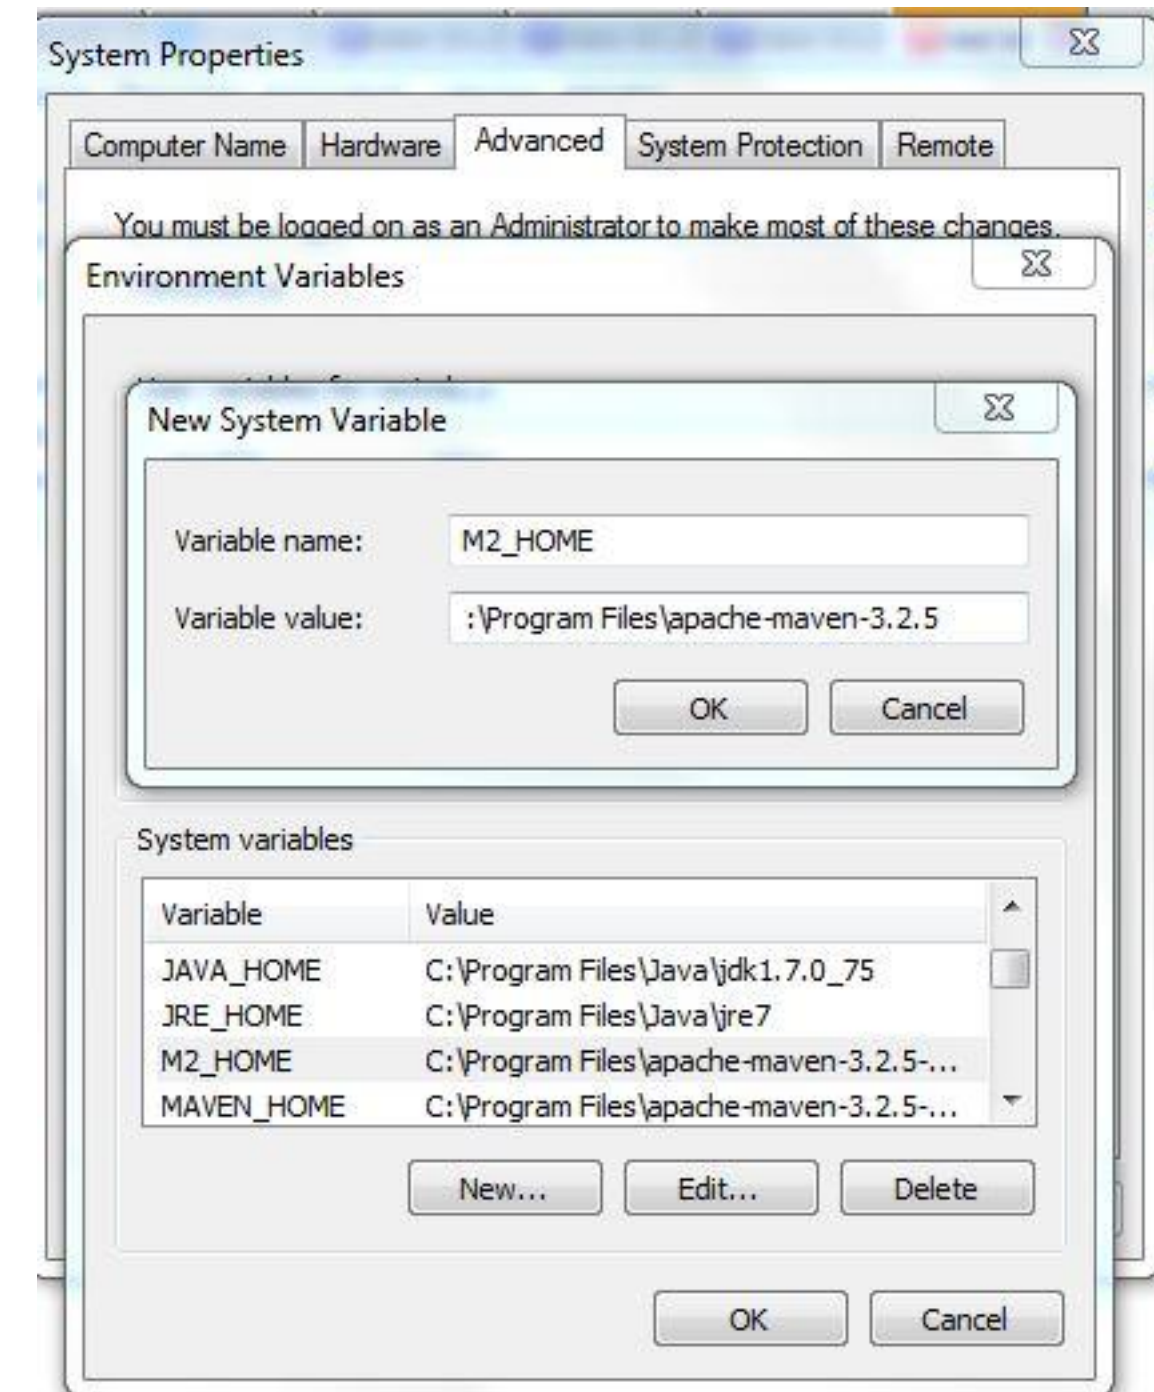 System Properties
Computer Name Hardware Advanced System Protection Remote
You must be logged on as an Administrator to make most of these changes.
Environment Variables
New System Variable
Variable name: M2_HOME
Variable value: :\Program Files\apache-maven-3.2.5
OK Cancel
System variables
Variable Value
JAVA_HOME C:\Program Files\Java\jdk1.7.0_75
JRE_HOME C:\Program Files\Java\jre7
M2_HOME C:\Program Files\apache-maven-3.2.5-...
MAVEN_HOME C:\Program Files\apache-maven-3.2.5-...
New... Edit... Delete
OK Cancel